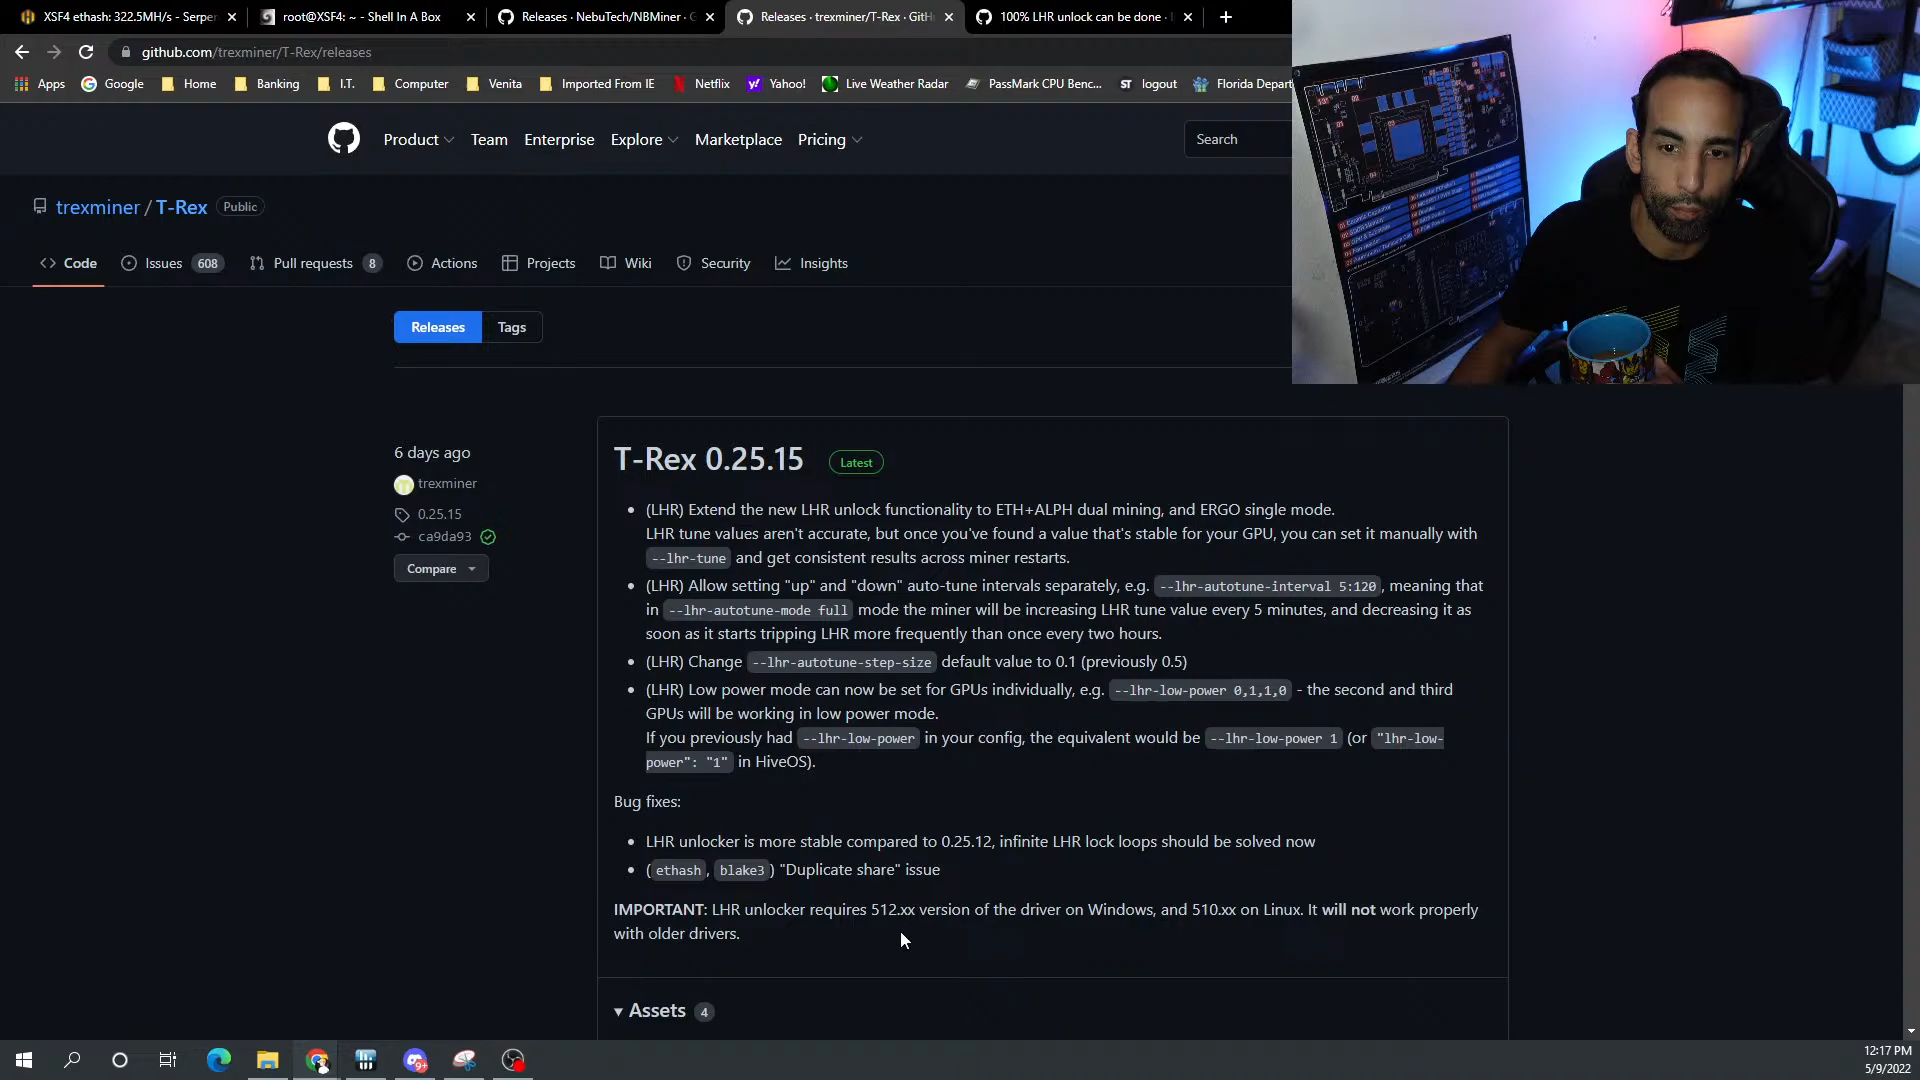 XSF4 ethash: 322.5MH/s - Serper
root@XSF4: ~ - Shell In A Box
Releases · NebuTech/NBMiner - G
Releases · trexminer/T-Rex · GitH
100% LHR unlock can be done ·
github.com/trexminer/T-Rex/releases
Apps
Google
Home
Banking
I.T.
Computer
Venita
Imported From IE
Netflix
Yahoo!
Live Weather Radar
PassMark CPU Benc...
ST logout
Florida Depart
Product
Team
Enterprise
Explore
Marketplace
Pricing
Search
trexminer / T-Rex Public
Code
Issues 608
Pull requests 8
Actions
Projects
Wiki
Security
Insights
Releases
Tags
6 days ago
trexminer
0.25.15
ca9da93
Compare
T-Rex 0.25.15 Latest
(LHR) Extend the new LHR unlock functionality to ETH+ALPH dual mining, and ERGO single mode.
LHR tune values aren't accurate, but once you've found a value that's stable for your GPU, you can set it manually with
--lhr-tune and get consistent results across miner restarts.
(LHR) Allow setting "up" and "down" auto-tune intervals separately, e.g. --lhr-autotune-interval 5:120, meaning that
in --lhr-autotune-mode full mode the miner will be increasing LHR tune value every 5 minutes, and decreasing it as
soon as it starts tripping LHR more frequently than once every two hours.
(LHR) Change --lhr-autotune-step-size default value to 0.1 (previously 0.5)
(LHR) Low power mode can now be set for GPUs individually, e.g. --lhr-low-power 0,1,1,0 - the second and third
GPUs will be working in low power mode.
If you previously had --lhr-low-power in your config, the equivalent would be --lhr-low-power 1 (or "lhr-low-
power": "1" in HiveOS).
Bug fixes:
LHR unlocker is more stable compared to 0.25.12, infinite LHR lock loops should be solved now
(ethash, blake3) "Duplicate share" issue
IMPORTANT: LHR unlocker requires 512.xx version of the driver on Windows, and 510.xx on Linux. It will not work properly
with older drivers.
Assets 4
9+
12:17 PM
5/9/2022